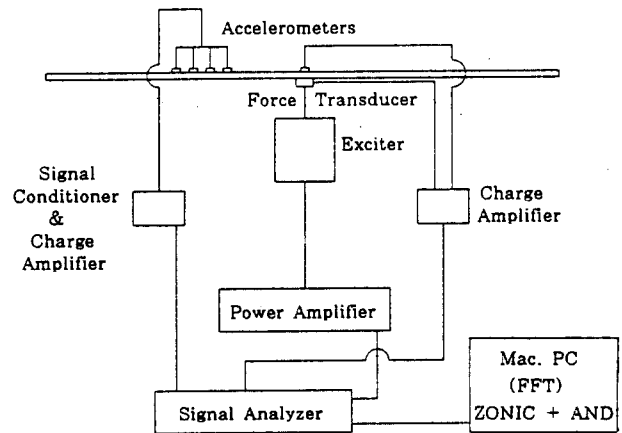 Accelerometers
Force Transducer
Exciter
Signal
Conditioner
&
Charge
Amplifier
Charge
Amplifier
Power Amplifier
Mac. PC
(FFT)
ZONIC + AND
Signal Analyzer